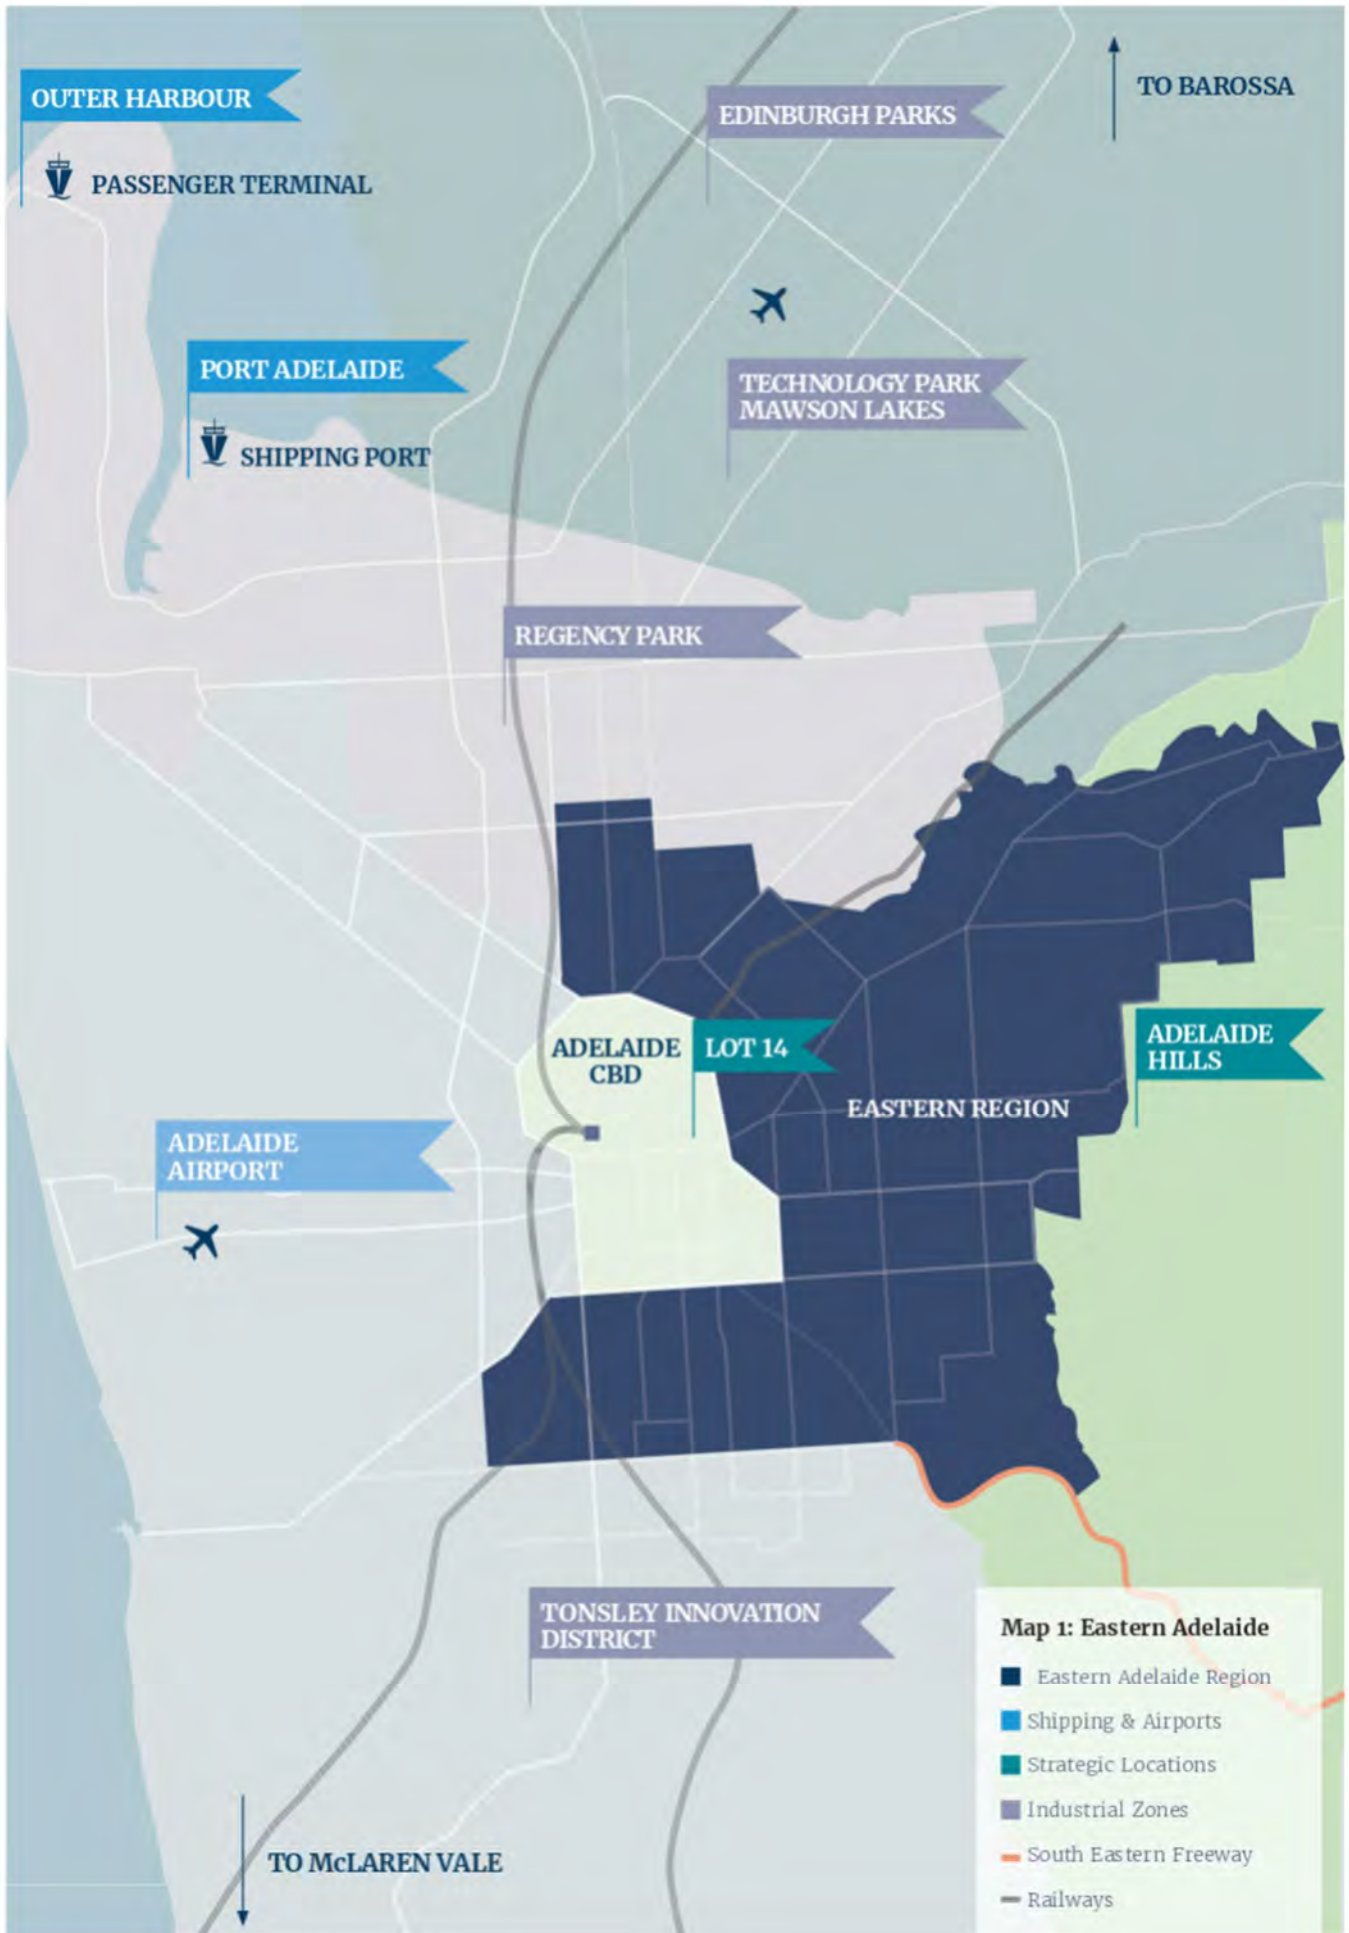 OUTER HARBOUR
PASSENGER TERMINAL
EDINBURGH PARKS
TO BAROSSA
PORT ADELAIDE
SHIPPING PORT
TECHNOLOGY PARK
MAWSON LAKES
REGENCY PARK
ADELAIDE
CBD
LOT 14
ADELAIDE
HILLS
EASTERN REGION
ADELAIDE
AIRPORT
TONSLEY INNOVATION
DISTRICT
TO McLAREN VALE
Map 1: Eastern Adelaide
Eastern Adelaide Region
Shipping & Airports
Strategic Locations
Industrial Zones
South Eastern Freeway
Railways